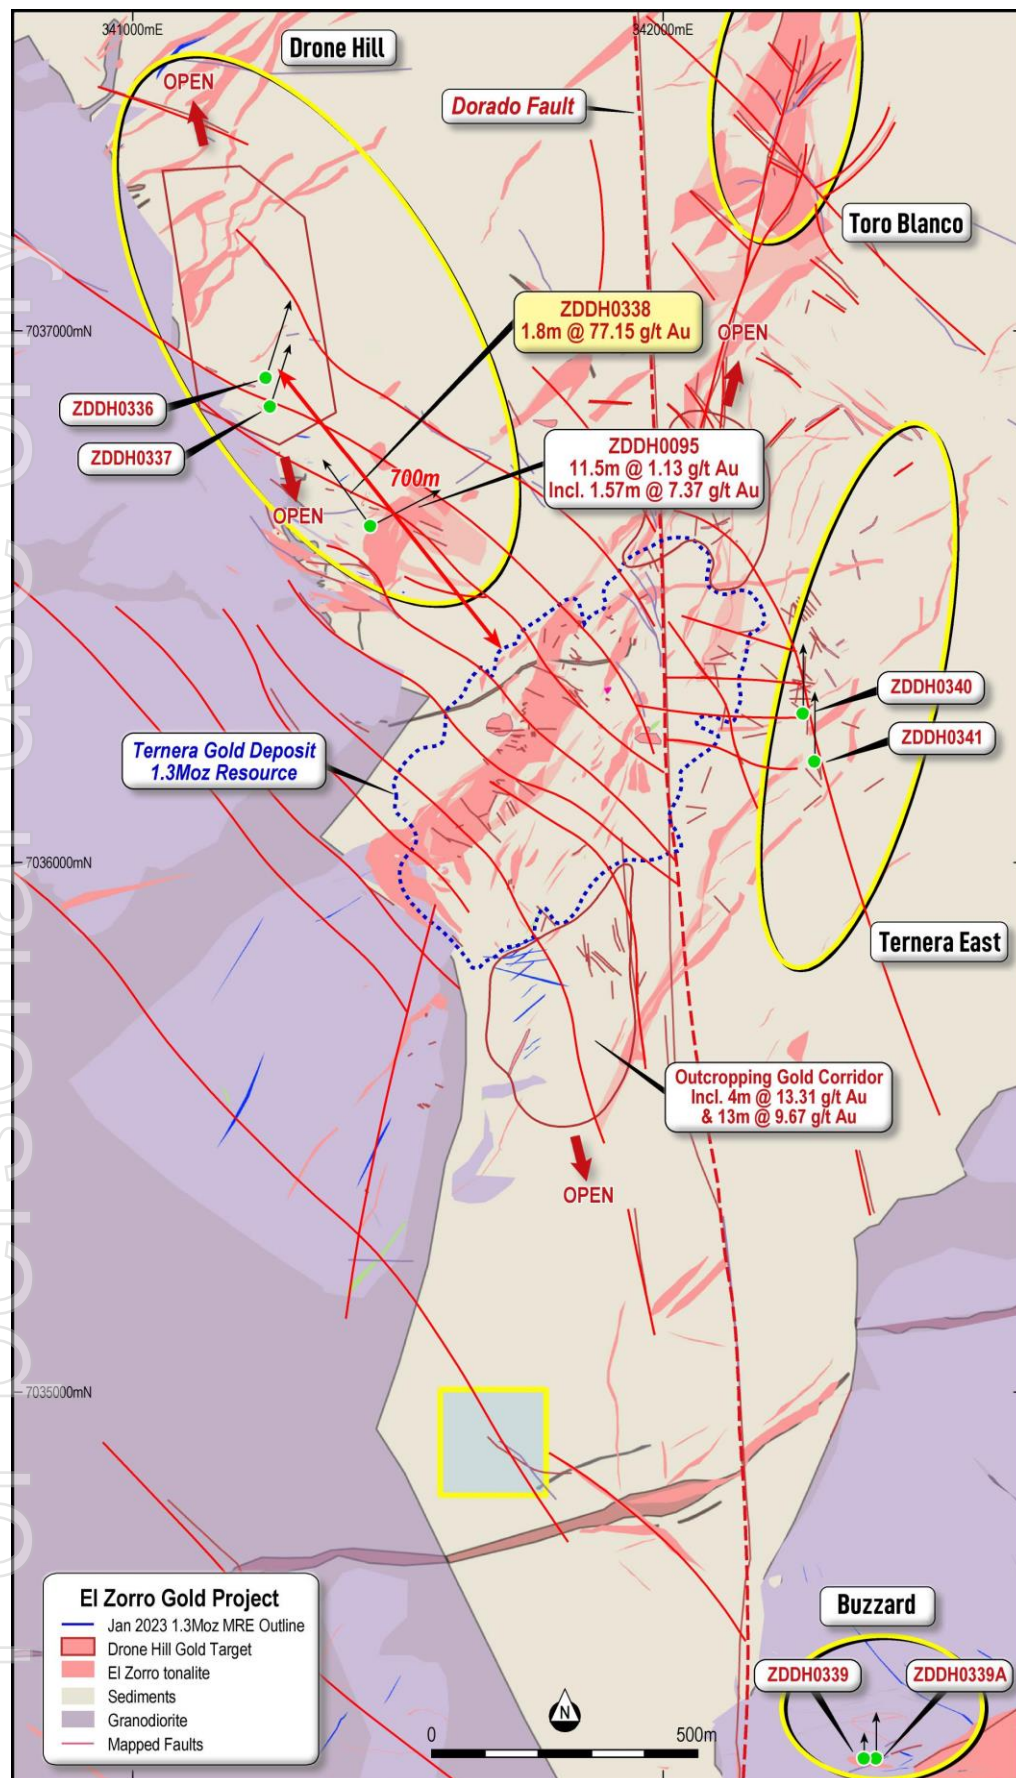 341000mE
342000mE
Drone Hill
OPEN
Dorado Fault
Toro Blanco
7037000mN
ZDDH0338
1.8m @ 77.15 g/t Au
OPEN
ZDDH0336
ZDDH0337
ZDDH0095
11.5m @ 1.13 g/t Au
Incl. 1.57m @ 7.37 g/t Au
700m
OPEN
ZDDH0340
ZDDH0341
Ternera Gold Deposit
1.3Moz Resource
7036000mN
Ternera East
Outcropping Gold Corridor
Incl. 4m @ 13.31 g/t Au
& 13m @ 9.67 g/t Au
OPEN
7035000mN
El Zorro Gold Project
Jan 2023 1.3Moz MRE Outline
Drone Hill Gold Target
El Zorro tonalite
Sediments
Granodiorite
Mapped Faults
N
0
500m
Buzzard
ZDDH0339
ZDDH0339A
For personal use only